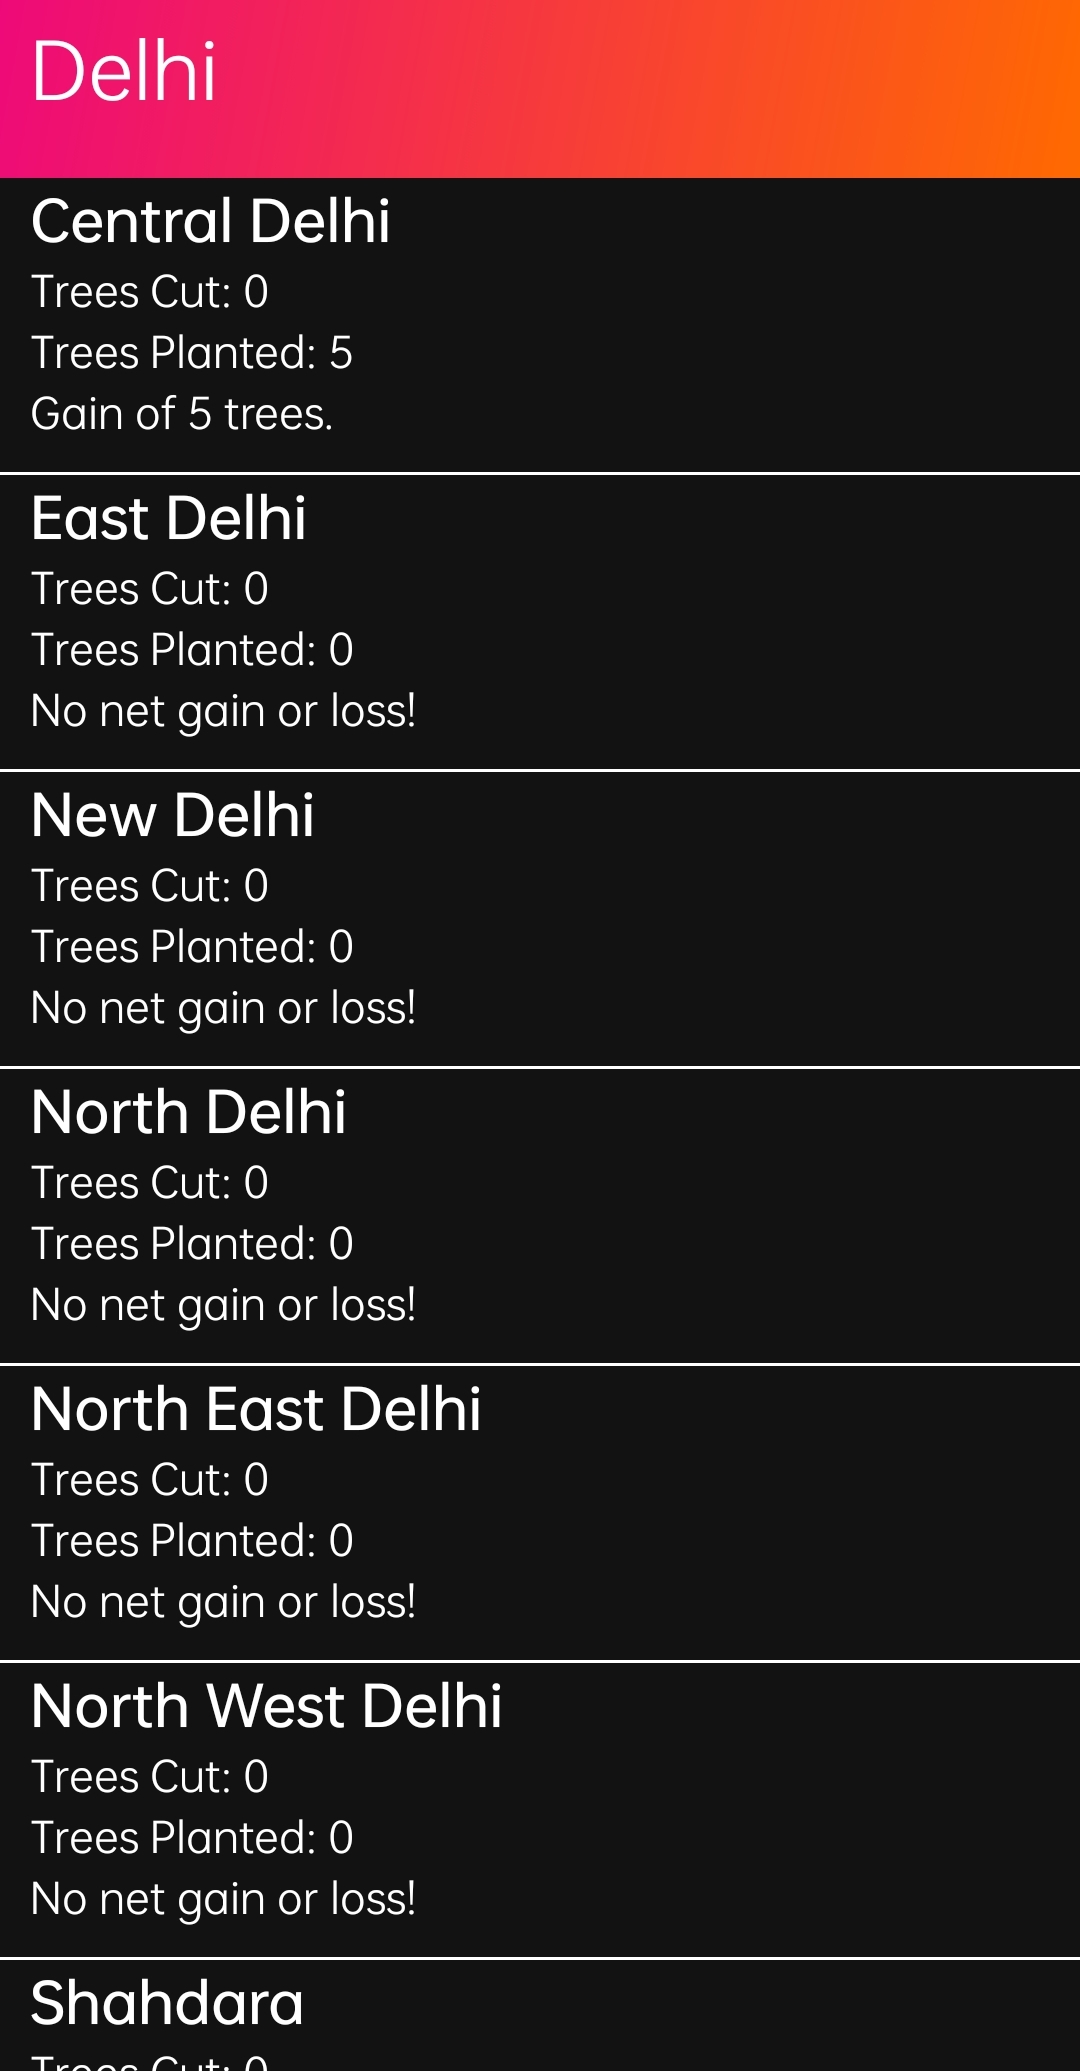 Delhi
Central Delhi
Trees Cut: 0
Trees Planted: 5
Gain of 5 trees.
East Delhi
Trees Cut: 0
Trees Planted: 0
No net gain or loss!
New Delhi
Trees Cut: 0
Trees Planted: 0
No net gain or loss!
North Delhi
Trees Cut: 0
Trees Planted: 0
No net gain or loss!
North East Delhi
Trees Cut: 0
Trees Planted: 0
No net gain or loss!
North West Delhi
Trees Cut: 0
Trees Planted: 0
No net gain or loss!
Shahdara
Trees Cut: 0